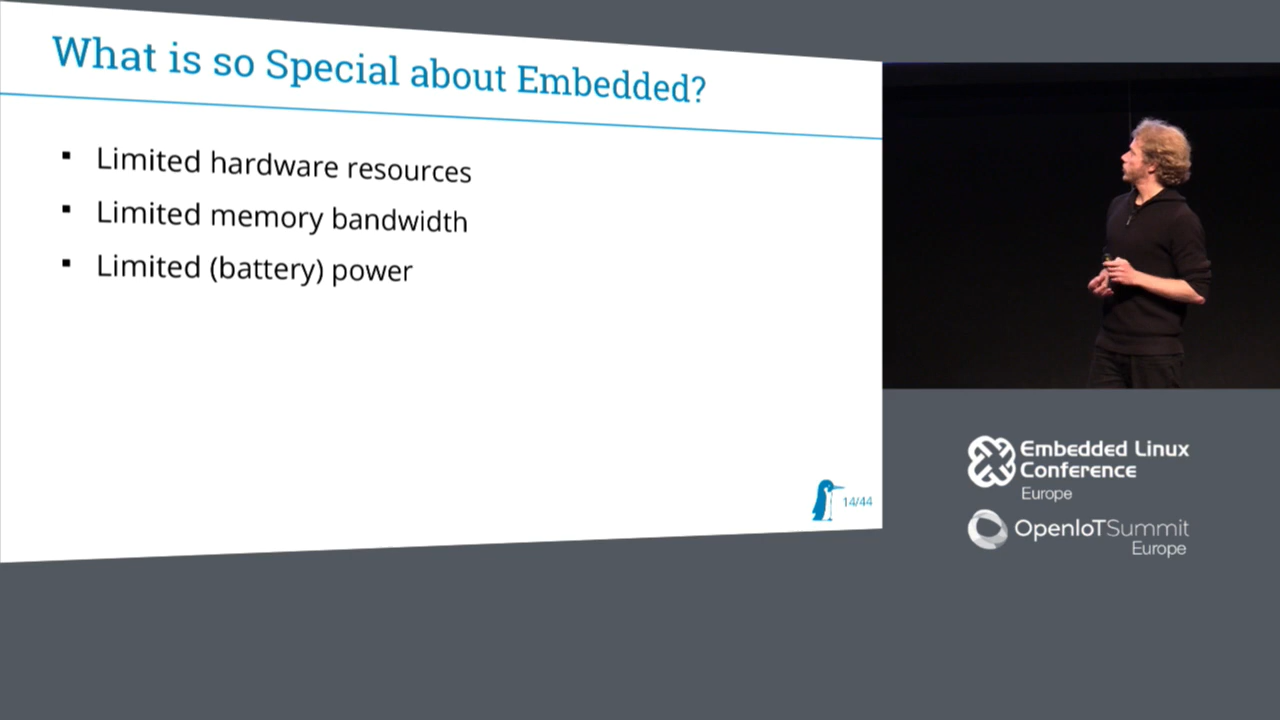 What is so Special about Embedded?
Limited hardware resources
Limited memory bandwidth
Limited (battery) power
14/44
Embedded Linux
Conference
Europe
OpenIoTSummit
Europe